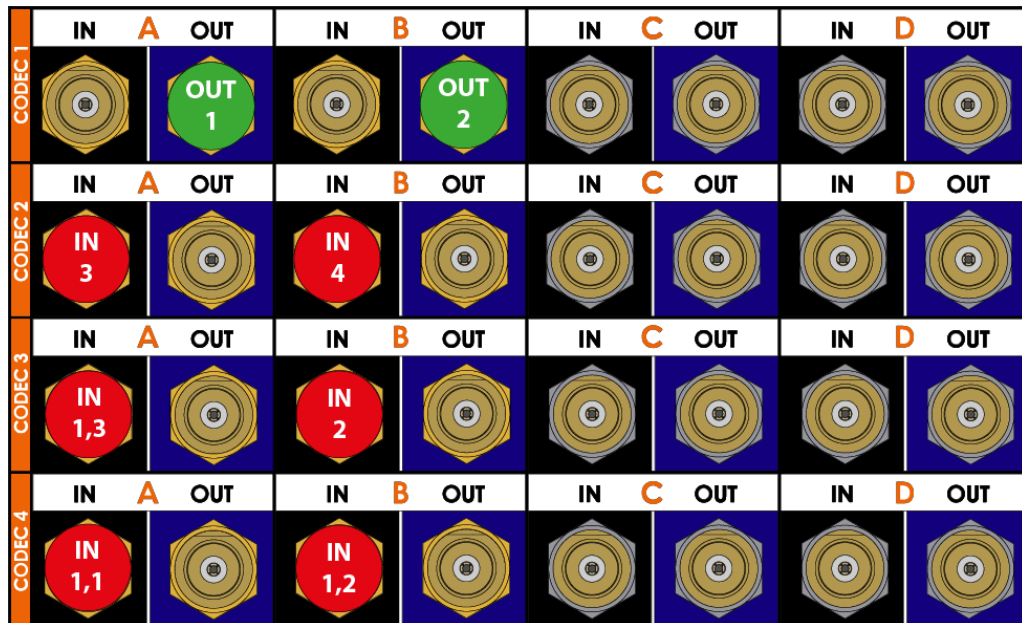 CODEC 1
IN A OUT IN B OUT IN C OUT IN D OUT
OUT
1
OUT
2
CODEC 2
IN A OUT IN B OUT IN C OUT IN D OUT
IN
3
IN
4
CODEC 3
IN A OUT IN B OUT IN C OUT IN D OUT
IN
1,3
IN
2
CODEC 4
IN A OUT IN B OUT IN C OUT IN D OUT
IN
1,1
IN
1,2